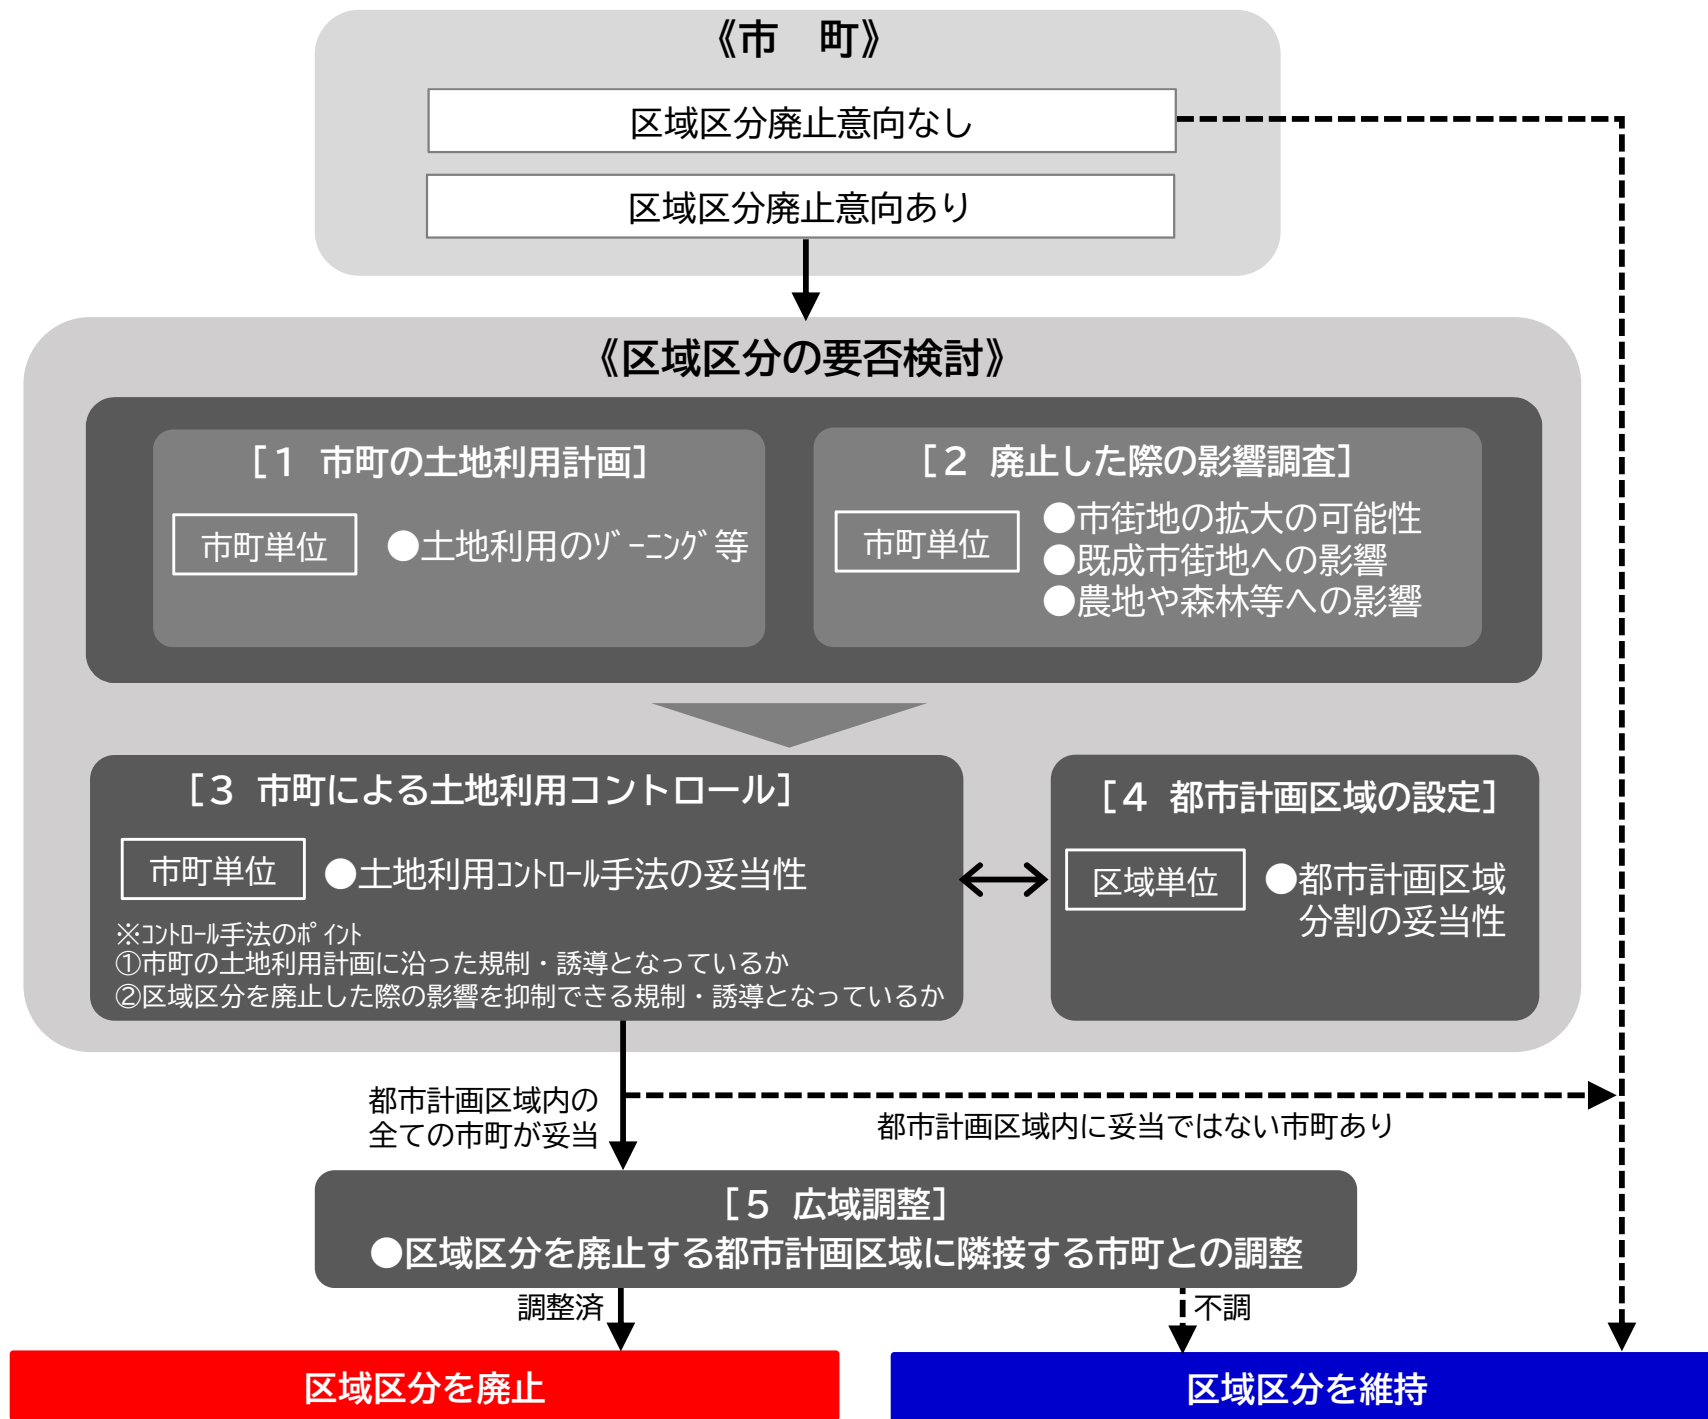 《市　町》
区域区分廃止意向なし
区域区分廃止意向あり
《区域区分の要否検討》
[1 市町の土地利用計画]
市町単位
●土地利用のｿﾞｰﾆﾝｸﾞ等
[2 廃止した際の影響調査]
市町単位
●市街地の拡大の可能性
●既成市街地への影響
●農地や森林等への影響
[3 市町による土地利用コントロール]
市町単位
●土地利用ｺﾝﾄﾛｰﾙ手法の妥当性
※ｺﾝﾄﾛｰﾙ手法のﾎﾟｲﾝﾄ
①市町の土地利用計画に沿った規制・誘導となっているか
②区域区分を廃止した際の影響を抑制できる規制・誘導となっているか
[4 都市計画区域の設定]
区域単位
●都市計画区域
分割の妥当性
都市計画区域内の
全ての市町が妥当
都市計画区域内に妥当ではない市町あり
[5 広域調整]
●区域区分を廃止する都市計画区域に隣接する市町との調整
調整済
不調
区域区分を廃止
区域区分を維持